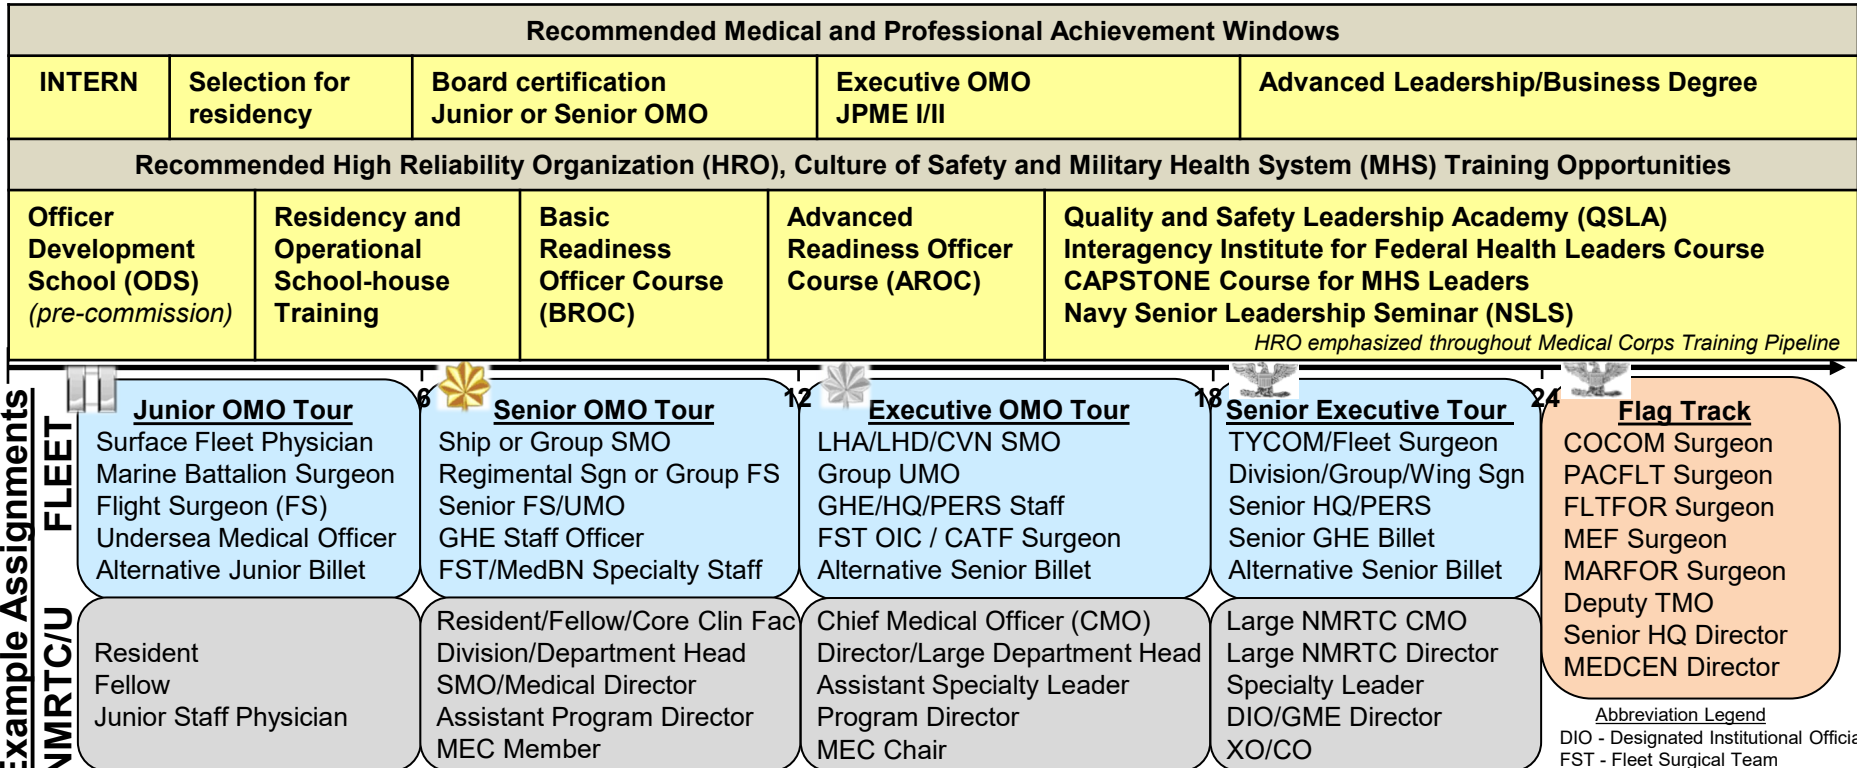 Recommended Medical and Professional Achievement Windows
INTERN
Selection for
residency
Board certification
Junior or Senior OMO
Executive OMO
JPME I/II
Advanced Leadership/Business Degree
Recommended High Reliability Organization (HRO), Culture of Safety and Military Health System (MHS) Training Opportunities
Officer
Development
School (ODS)
(pre-commission)
Residency and
Operational
School-house
Training
Basic
Readiness
Officer Course
(BROC)
Advanced
Readiness Officer
Course (AROC)
Quality and Safety Leadership Academy (QSLA)
Interagency Institute for Federal Health Leaders Course
CAPSTONE Course for MHS Leaders
Navy Senior Leadership Seminar (NSLS)
HRO emphasized throughout Medical Corps Training Pipeline
6
12
18
24
Example Assignments
FLEET
Junior OMO Tour
Surface Fleet Physician
Marine Battalion Surgeon
Flight Surgeon (FS)
Undersea Medical Officer
Alternative Junior Billet
Senior OMO Tour
Ship or Group SMO
Regimental Sgn or Group FS
Senior FS/UMO
GHE Staff Officer
FST/MedBN Specialty Staff
Executive OMO Tour
LHA/LHD/CVN SMO
Group UMO
GHE/HQ/PERS Staff
FST OIC / CATF Surgeon
Alternative Senior Billet
Senior Executive Tour
TYCOM/Fleet Surgeon
Division/Group/Wing Sgn
Senior HQ/PERS
Senior GHE Billet
Alternative Senior Billet
Flag Track
COCOM Surgeon
PACFLT Surgeon
FLTFOR Surgeon
MEF Surgeon
MARFOR Surgeon
Deputy TMO
Senior HQ Director
MEDCEN Director
NMRTC/U
Resident
Fellow
Junior Staff Physician
Resident/Fellow/Core Clin Fac
Division/Department Head
SMO/Medical Director
Assistant Program Director
MEC Member
Chief Medical Officer (CMO)
Director/Large Department Head
Assistant Specialty Leader
Program Director
MEC Chair
Large NMRTC CMO
Large NMRTC Director
Specialty Leader
DIO/GME Director
XO/CO
Abbreviation Legend
DIO - Designated Institutional Officia
FST - Fleet Surgical Team